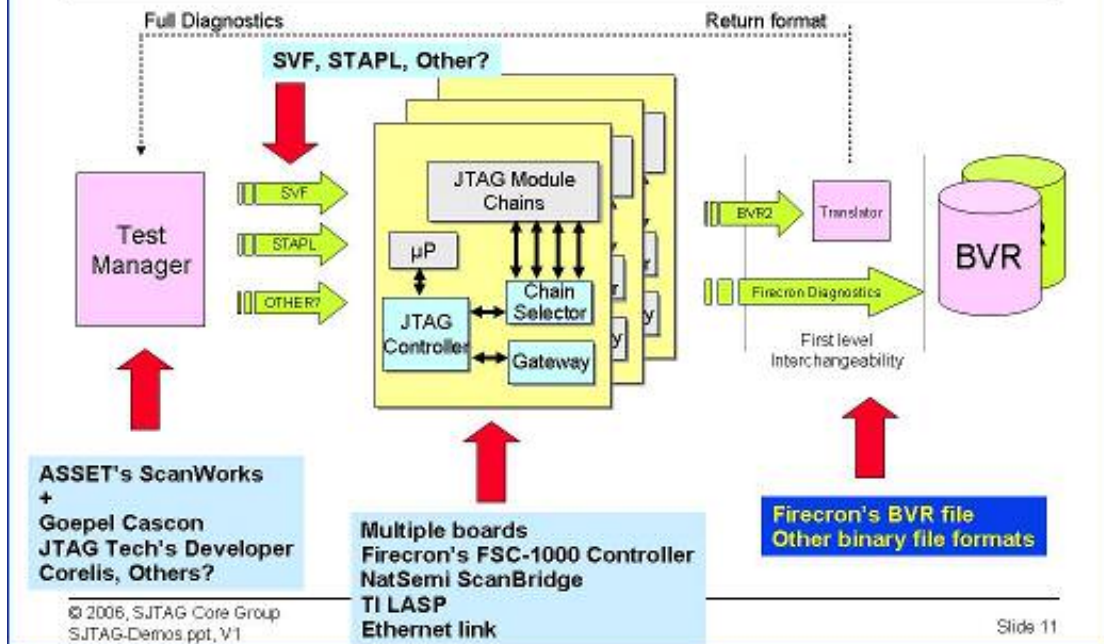 Full Diagnostics
Return format
SVF, STAPL, Other?
SVF
STAPL
OTHER?
Test
Manager
JTAG Module
Chains
µP
JTAG
Controller
Chain
Selector
Gateway
BVR2
Translator
Firecron Diagnostics
First level
Interchangeability
BVR
ASSET's ScanWorks
+
Goepel Cascon
JTAG Tech's Developer
Corelis, Others?
Multiple boards
Firecron's FSC-1000 Controller
NatSemi ScanBridge
TI LASP
Ethernet link
Firecron's BVR file
Other binary file formats
© 2006, SJTAG Core Group
SJTAG-Demos.ppt, V1
Slide 11